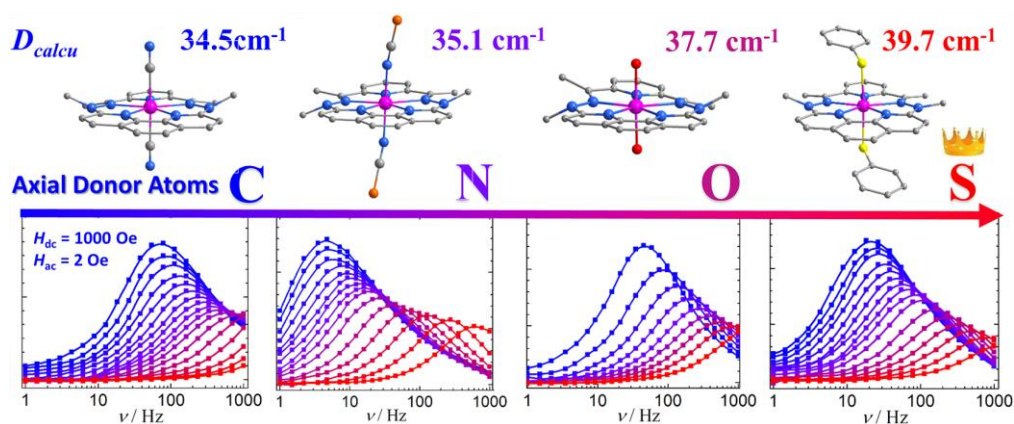 D_calcu 34.5cm⁻¹ 35.1 cm⁻¹ 37.7 cm⁻¹ 39.7 cm⁻¹
Axial Donor Atoms C N O S
H_dc = 1000 Oe
H_ac = 2 Oe
1 10 100 1000 1 10 100 1000 1 10 100 1000 1 10 100 1000
ν / Hz ν / Hz ν / Hz ν / Hz